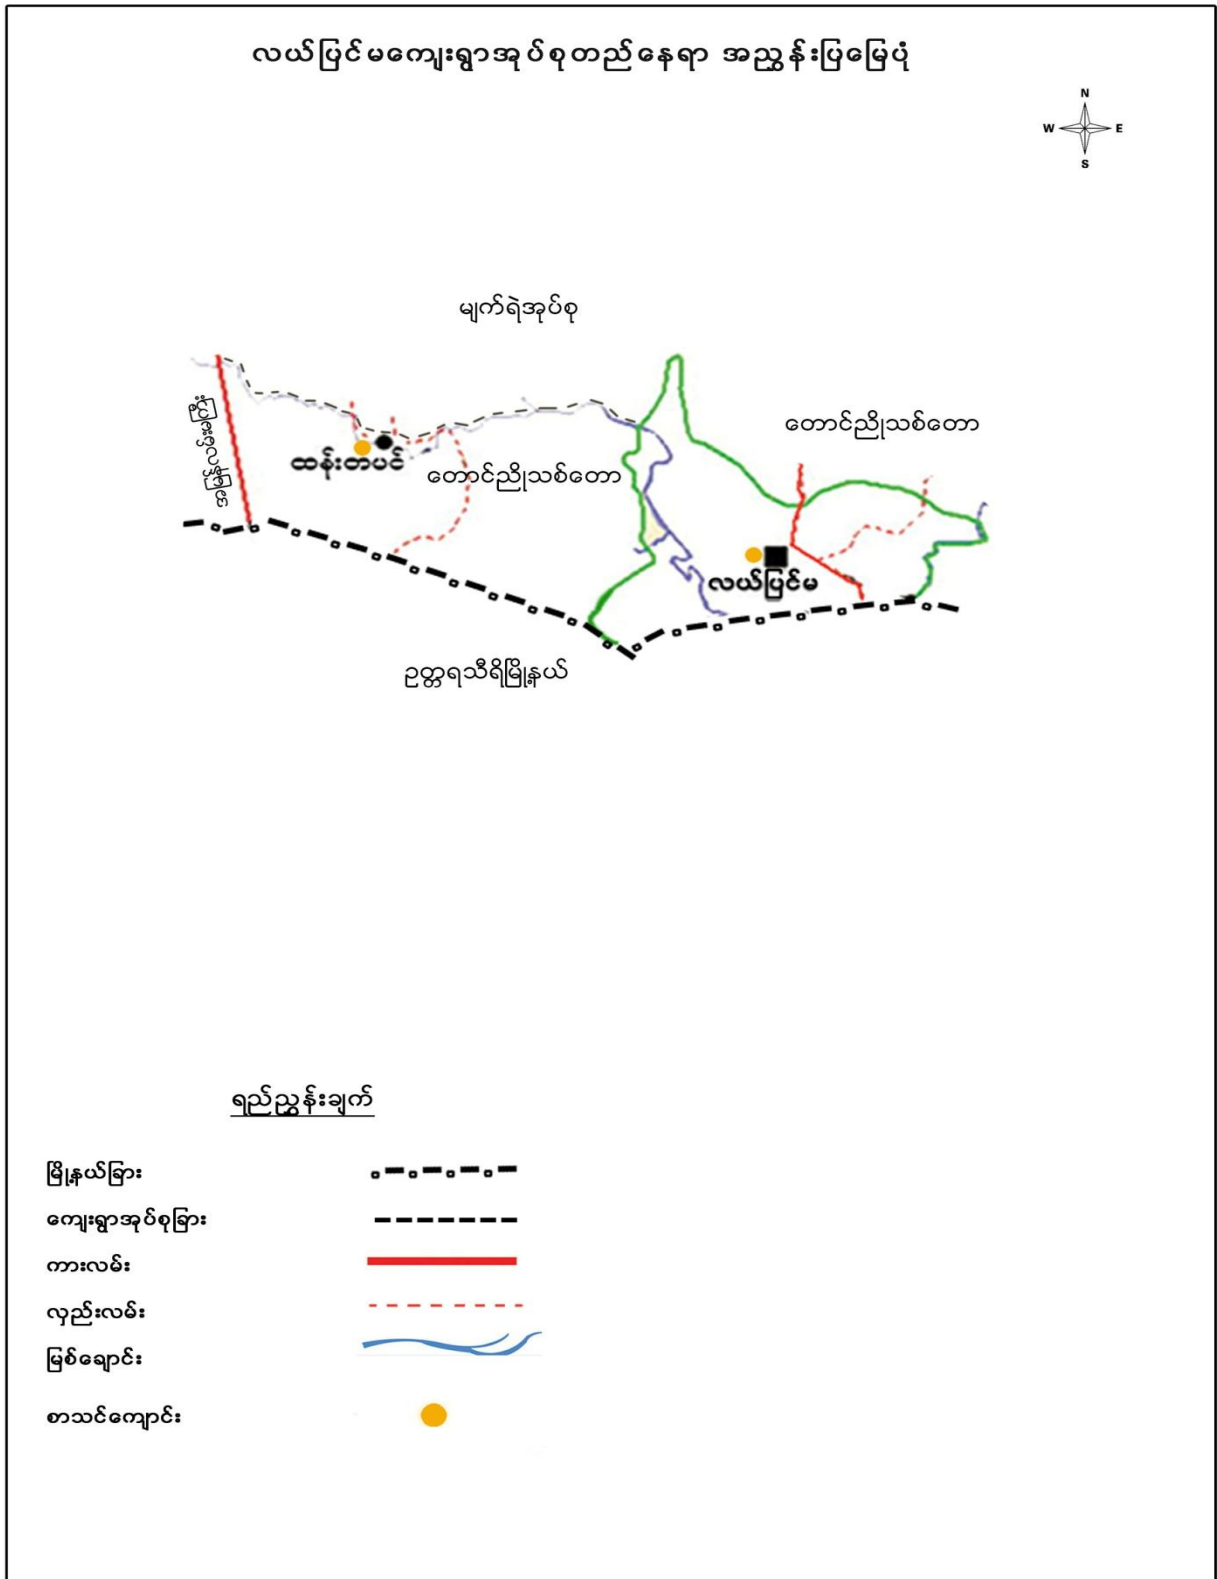 လယ်ပြင်မကျေးရွာအုပ်စုတည်နေရာ အညွှန်းပြမြေပုံ
N
W E
S
မျက်ရဲအုပ်စု
တောင်ညိုသစ်တော
ထန်းတပင်
တောင်ညိုသစ်တော
လယ်ပြင်မ
ဥတ္တရသီရိမြို့နယ်
ရည်ညွှန်းချက်
မြို့နယ်ခြား
ကျေးရွာအုပ်စုခြား
ကားလမ်း
လှည်းလမ်း
မြစ်ချောင်း
စာသင်ကျောင်း